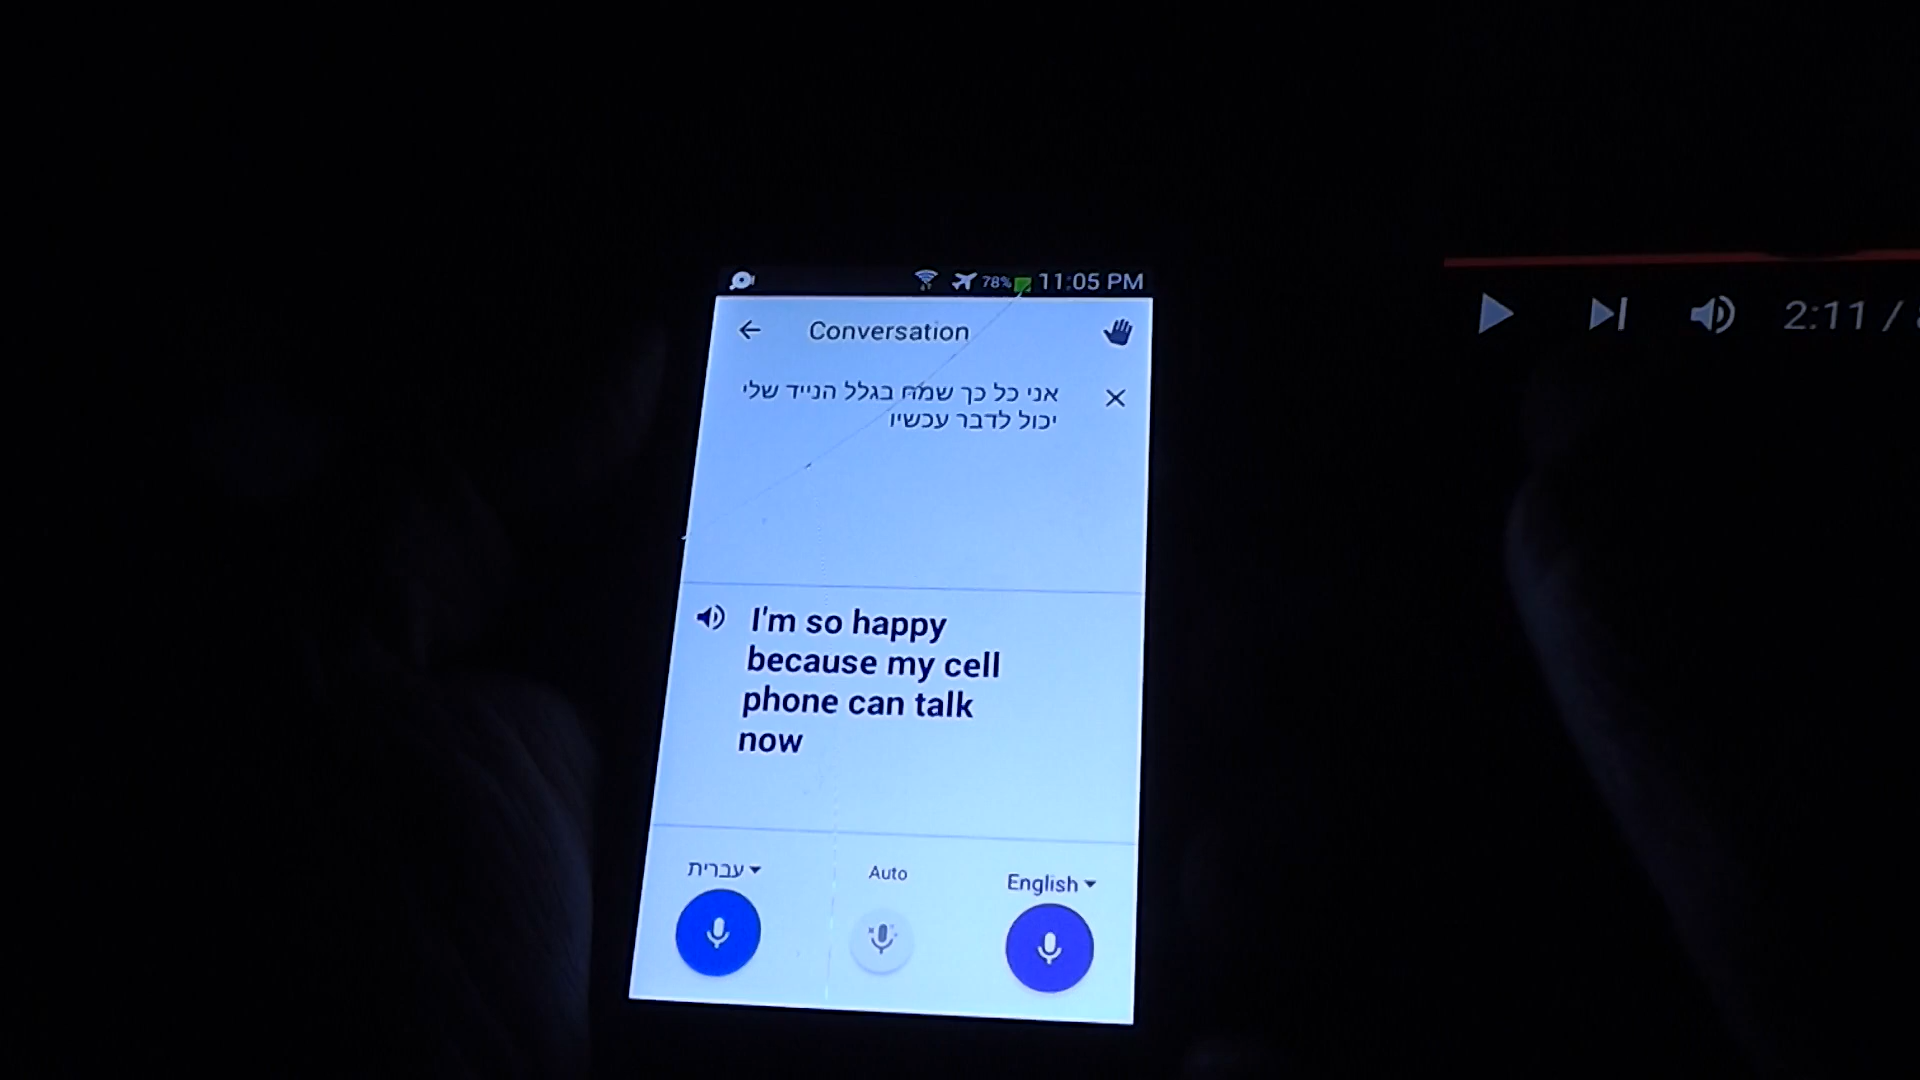 78% 11:05 PM
Conversation
אני כל כך שמח בגלל הנייד שלי
יכול לדבר עכשיו
I'm so happy
because my cell
phone can talk
now
עברית
Auto
English
2:11 /